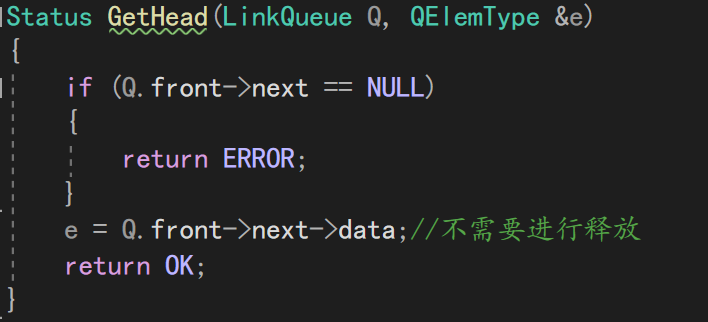 Status GetHead(LinkQueue Q, QElemType &e)
{
if (Q.front->next == NULL)
{
return ERROR;
}
e = Q.front->next->data;//不需要进行释放
return OK;
}